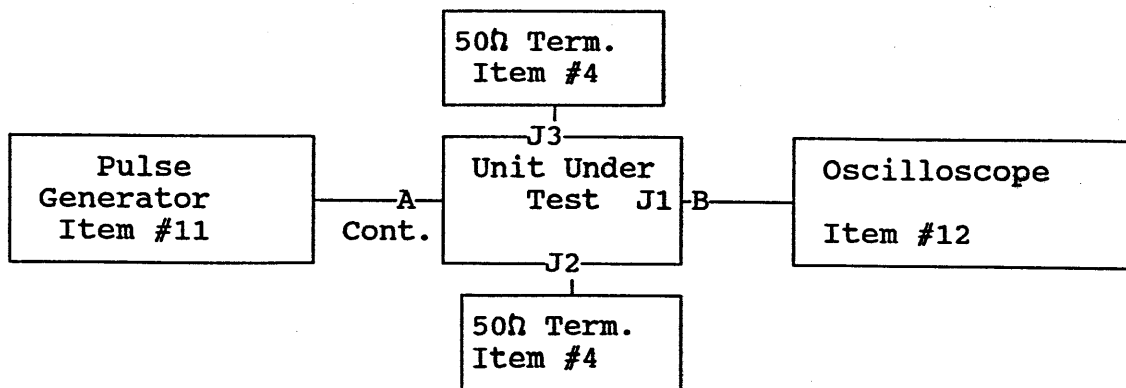 50Ω Term.
Item #4
J3
Pulse
Generator
Item #11
A
Cont.
Unit Under
Test J1
B
Oscilloscope
Item #12
J2
50Ω Term.
Item #4